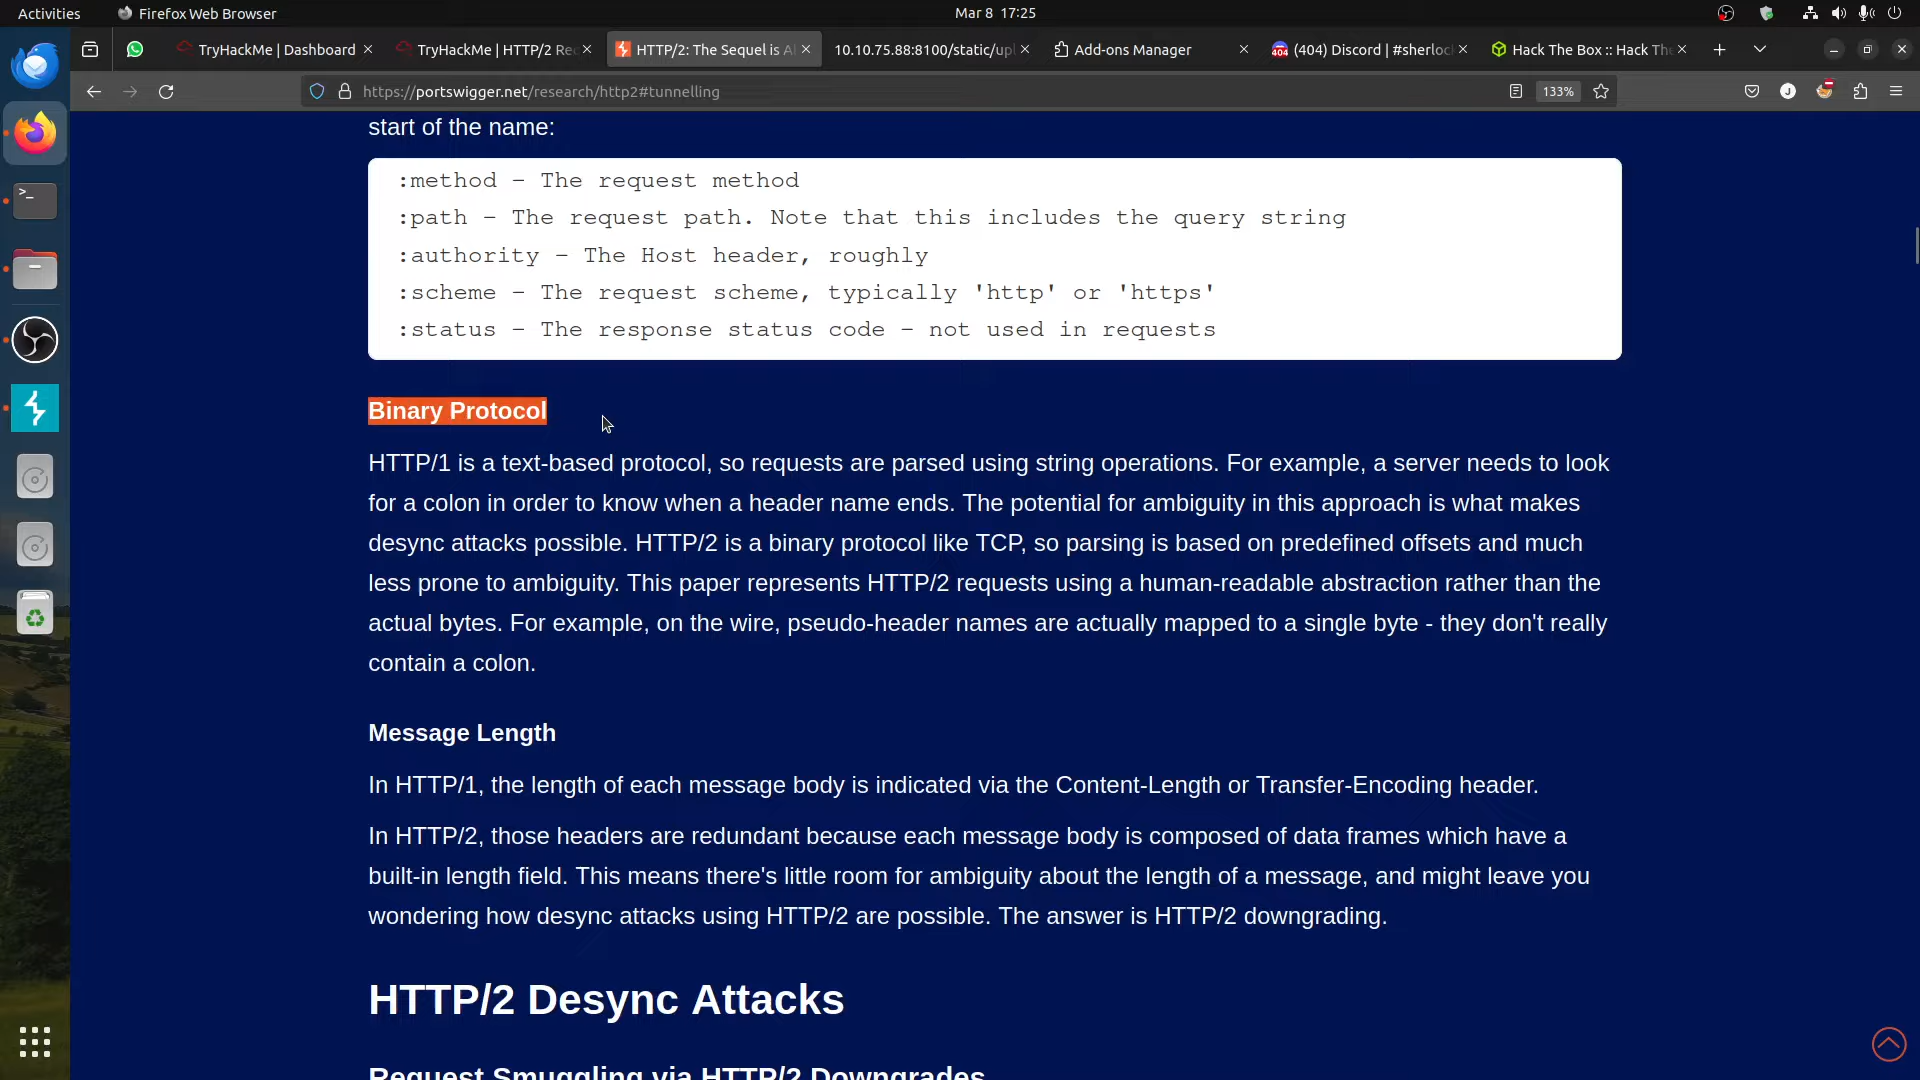 Activities
Firefox Web Browser
Mar 8 17:25
TryHackMe | Dashboard
TryHackMe | HTTP/2 Re
HTTP/2: The Sequel is Al
10.10.75.88:8100/static/upl
Add-ons Manager
(404) Discord | #sherloc
Hack The Box :: Hack The
https://portswigger.net/research/http2#tunnelling
133%
J
start of the name:
:method – The request method
:path – The request path. Note that this includes the query string
:authority – The Host header, roughly
:scheme – The request scheme, typically 'http' or 'https'
:status – The response status code – not used in requests
Binary Protocol
HTTP/1 is a text-based protocol, so requests are parsed using string operations. For example, a server needs to look
for a colon in order to know when a header name ends. The potential for ambiguity in this approach is what makes
desync attacks possible. HTTP/2 is a binary protocol like TCP, so parsing is based on predefined offsets and much
less prone to ambiguity. This paper represents HTTP/2 requests using a human-readable abstraction rather than the
actual bytes. For example, on the wire, pseudo-header names are actually mapped to a single byte - they don't really
contain a colon.
Message Length
In HTTP/1, the length of each message body is indicated via the Content-Length or Transfer-Encoding header.
In HTTP/2, those headers are redundant because each message body is composed of data frames which have a
built-in length field. This means there's little room for ambiguity about the length of a message, and might leave you
wondering how desync attacks using HTTP/2 are possible. The answer is HTTP/2 downgrading.
HTTP/2 Desync Attacks
Request Smuggling via HTTP/2 Downgrades